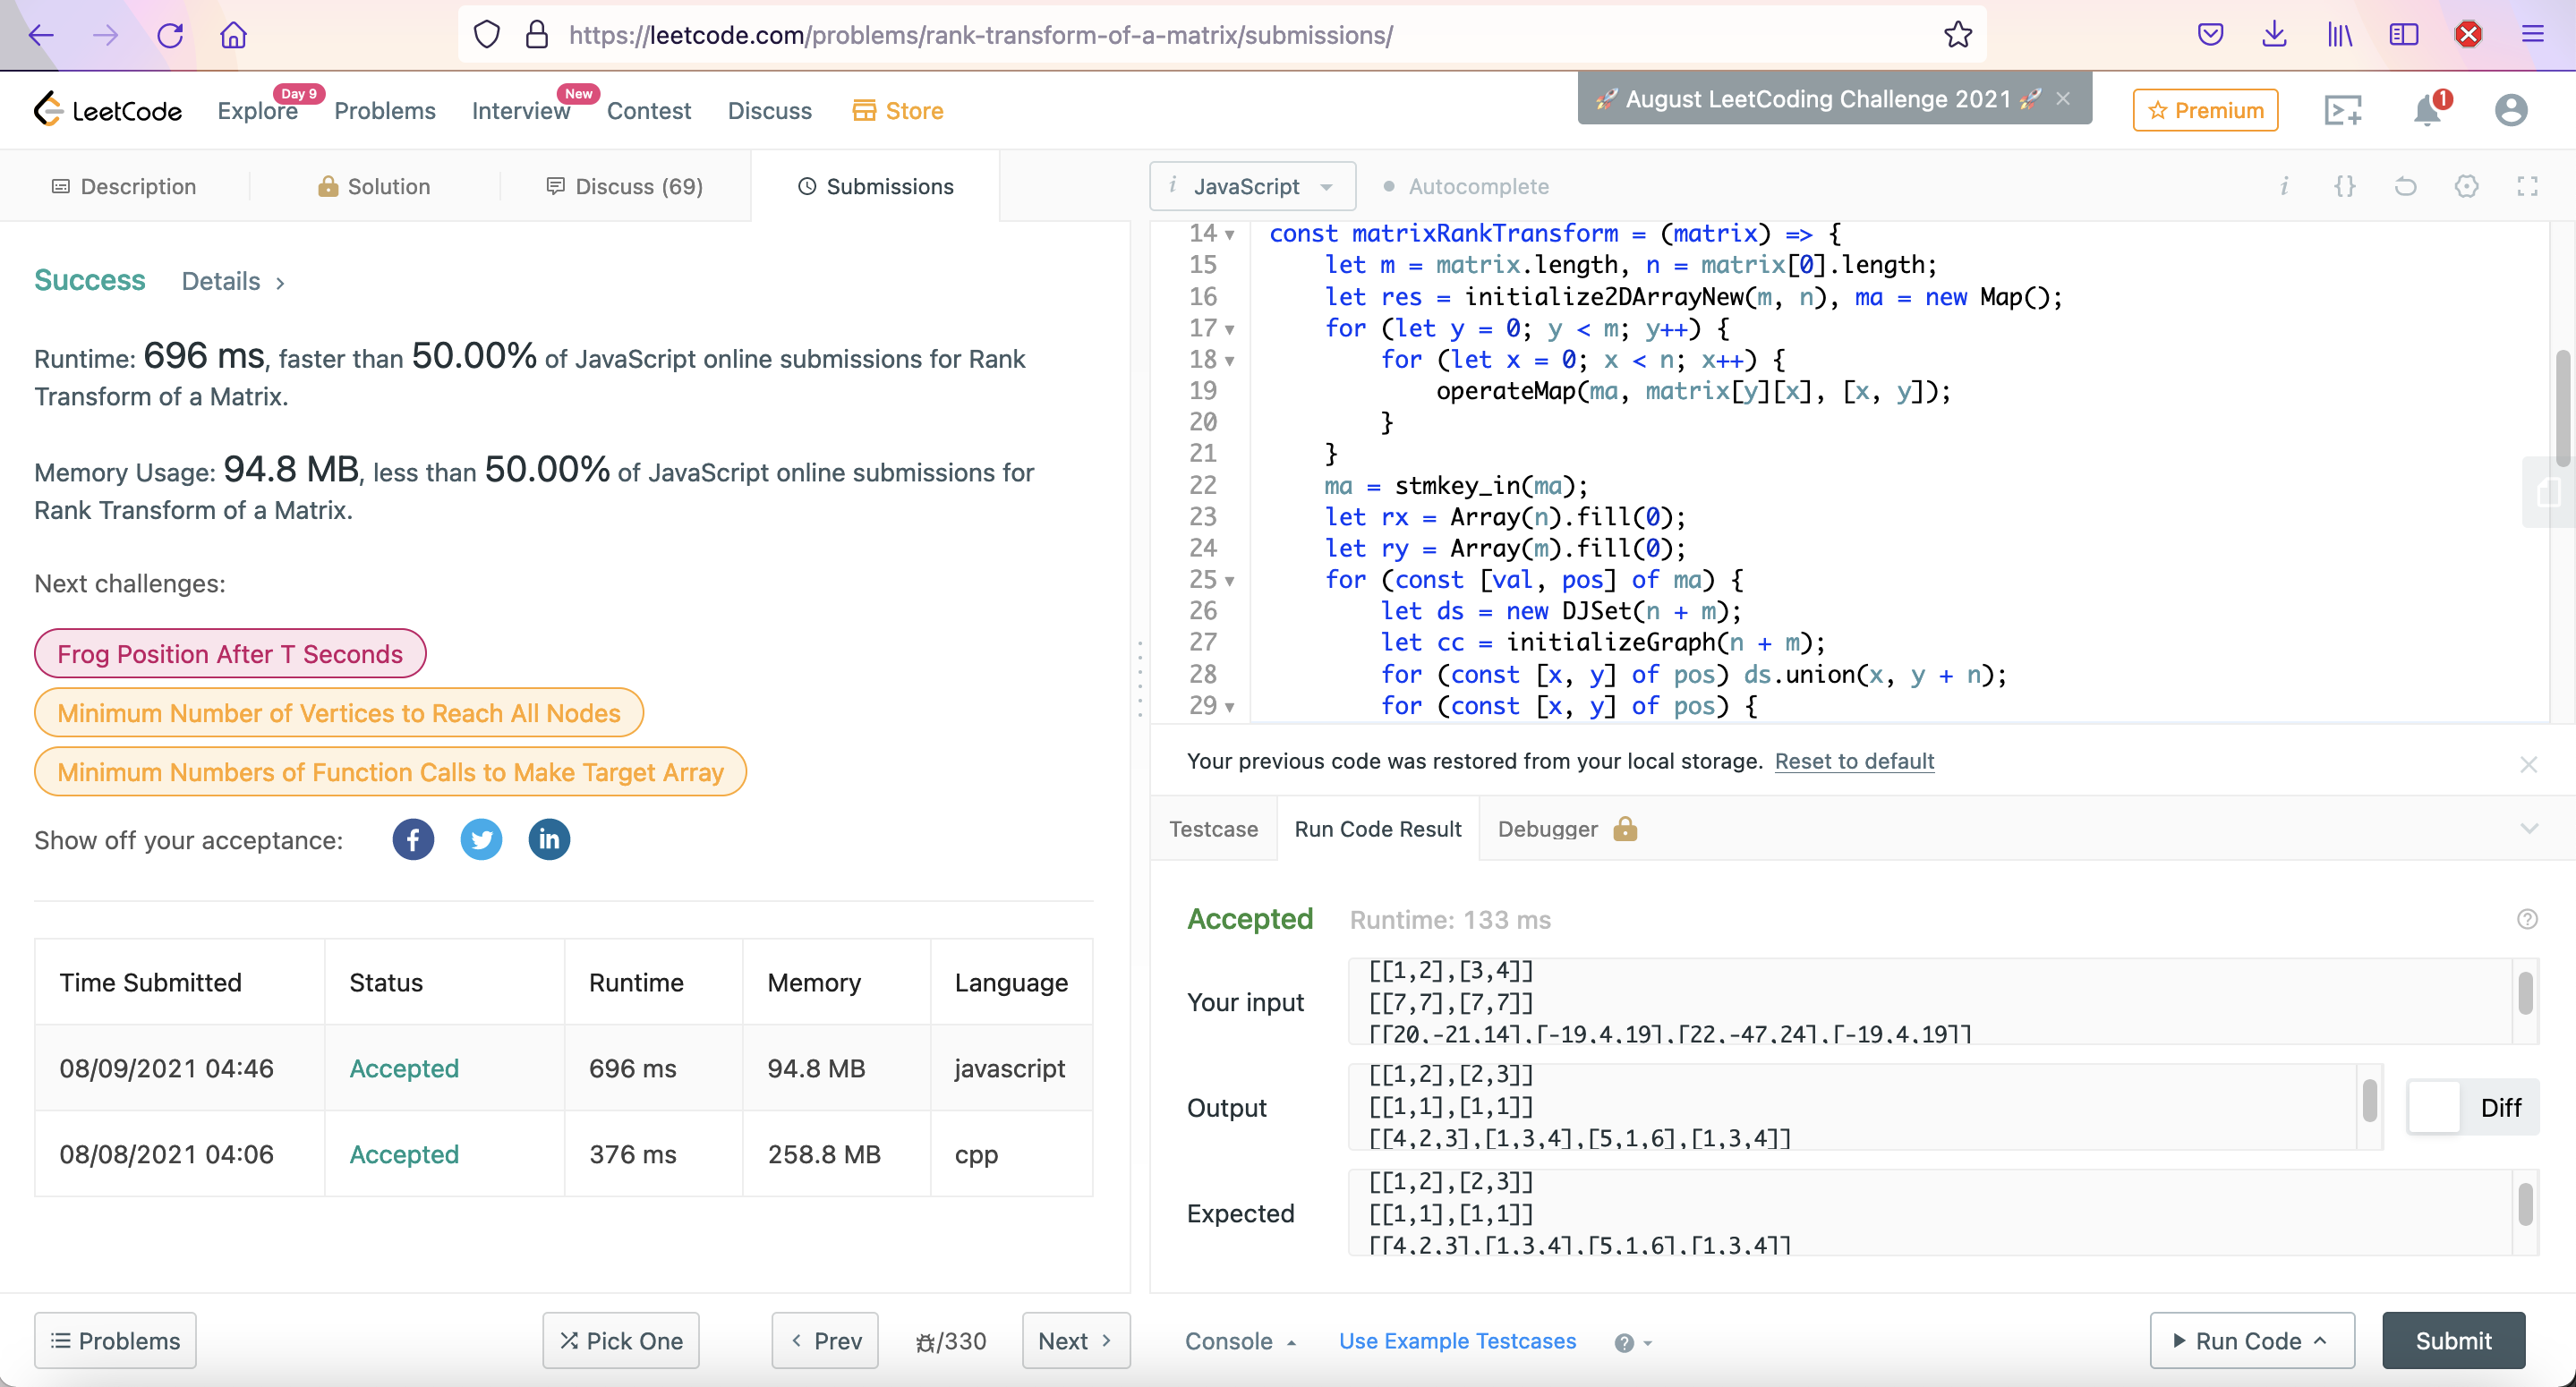 https://leetcode.com/problems/rank-transform-of-a-matrix/submissions/
LeetCode
Explore
Day 9
Problems
Interview
New
Contest
Discuss
Store
🚀 August LeetCoding Challenge 2021 🚀
Premium
1
Description
Solution
Discuss (69)
Submissions
i JavaScript
Autocomplete
i
{}
Success Details
Runtime: 696 ms, faster than 50.00% of JavaScript online submissions for Rank
Transform of a Matrix.
Memory Usage: 94.8 MB, less than 50.00% of JavaScript online submissions for
Rank Transform of a Matrix.
Next challenges:
Frog Position After T Seconds
Minimum Number of Vertices to Reach All Nodes
Minimum Numbers of Function Calls to Make Target Array
Show off your acceptance:
Time Submitted Status Runtime Memory Language
08/09/2021 04:46 Accepted 696 ms 94.8 MB javascript
08/08/2021 04:06 Accepted 376 ms 258.8 MB cpp
14 const matrixRankTransform = (matrix) => {
15 let m = matrix.length, n = matrix[0].length;
16 let res = initialize2DArrayNew(m, n), ma = new Map();
17 for (let y = 0; y < m; y++) {
18 for (let x = 0; x < n; x++) {
19 operateMap(ma, matrix[y][x], [x, y]);
20 }
21 }
22 ma = stmkey_in(ma);
23 let rx = Array(n).fill(0);
24 let ry = Array(m).fill(0);
25 for (const [val, pos] of ma) {
26 let ds = new DJSet(n + m);
27 let cc = initializeGraph(n + m);
28 for (const [x, y] of pos) ds.union(x, y + n);
29 for (const [x, y] of pos) {
Your previous code was restored from your local storage. Reset to default
Testcase
Run Code Result
Debugger
Accepted Runtime: 133 ms
Your input
[[1,2],[3,4]]
[[7,7],[7,7]]
[[20,-21,14],[-19,4,19],[22,-47,24],[-19,4,19]]
Output
[[1,2],[2,3]]
[[1,1],[1,1]]
[[4,2,3],[1,3,4],[5,1,6],[1,3,4]]
Diff
Expected
[[1,2],[2,3]]
[[1,1],[1,1]]
[[4,2,3],[1,3,4],[5,1,6],[1,3,4]]
Problems
Pick One
Prev
/330
Next
Console
Use Example Testcases
Run Code
Submit